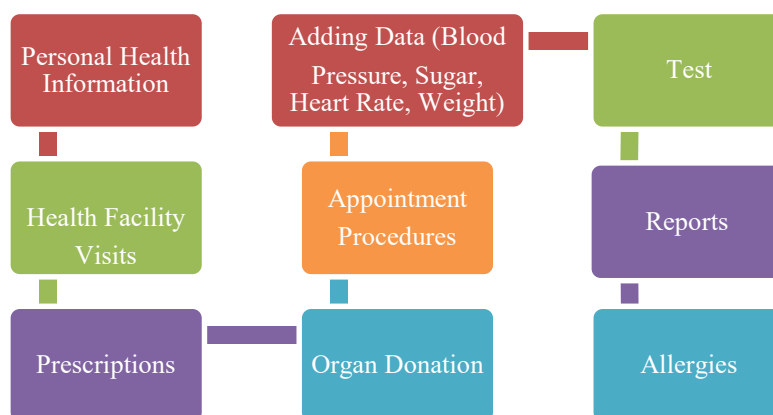 Personal Health
Information
Health Facility
Visits
Prescriptions
Organ Donation
Appointment
Procedures
Adding Data (Blood
Pressure, Sugar,
Heart Rate, Weight)
Test
Reports
Allergies